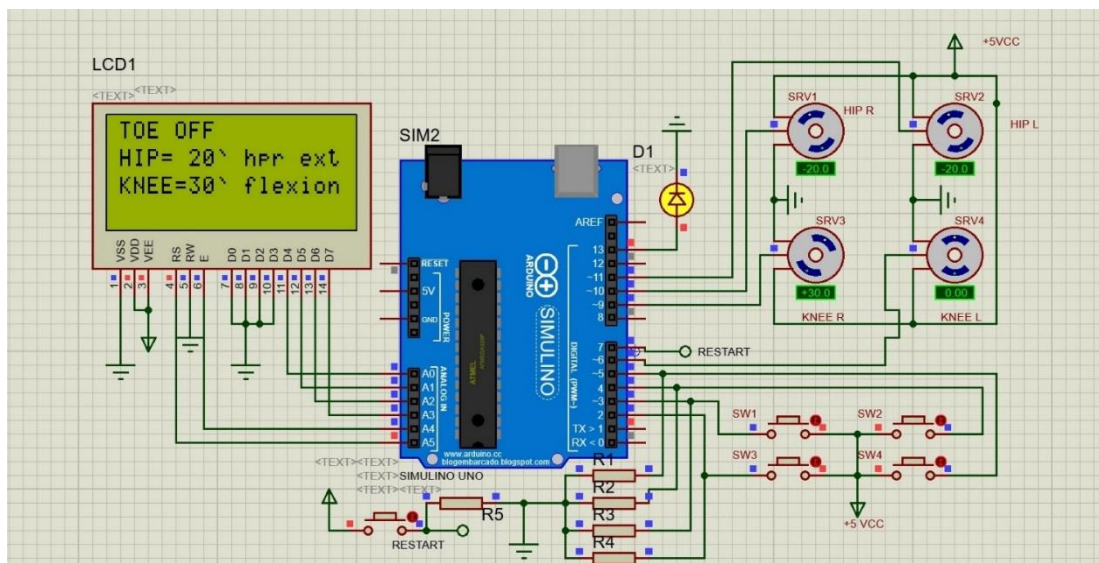 LCD1
<TEXT> <TEXT>
TOE OFF
HIP= 20` hpr ext
KNEE=30` flexion
VSS VDD VEE RS RW E D0 D1 D2 D3 D4 D5 D6 D7
1 2 3 4 5 6 7 8 9 10 11 12 13 14
SIM2
D1
<TEXT>
AREF
13
12
~11
~10
~9
8
7
~6
~5
4
~3
2
TX > 1
RX < 0
DIGITAL (PWM~)
RESET
5V
GND
POWER
A0
A1
A2
A3
A4
A5
ANALOG IN
ARDUINO
SIMULINO
ATMEL
www.arduino.cc
blogembarcado.blogspot.com
<TEXT><TEXT>
<TEXT> SIMULINO UNO
<TEXT><TEXT>
+5VCC
SRV1
HIP R
-20.0
SRV2
HIP L
-20.0
SRV3
+30.0
KNEE R
SRV4
0.00
KNEE L
RESTART
SW1
SW2
SW3
SW4
+5 VCC
R1
R2
R3
R4
R5
RESTART